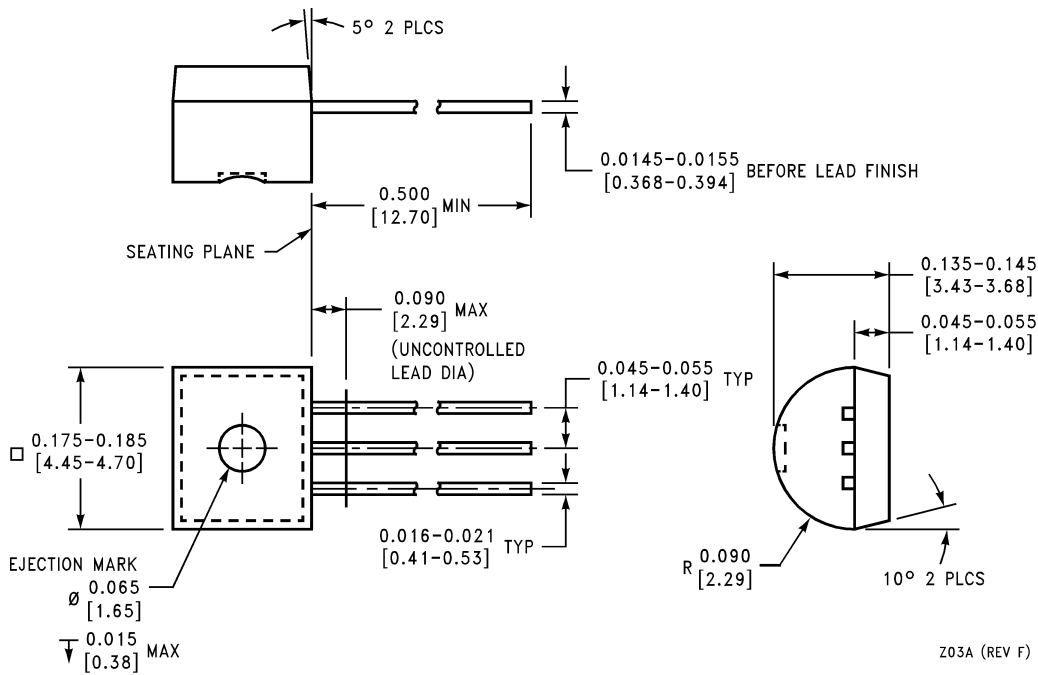 5° 2 PLCS
0.0145-0.0155
[0.368-0.394]
BEFORE LEAD FINISH
0.500
[12.70]
MIN
SEATING PLANE
0.090
[2.29]
MAX
(UNCONTROLLED
LEAD DIA)
0.135-0.145
[3.43-3.68]
0.045-0.055
[1.14-1.40]
0.045-0.055
[1.14-1.40]
TYP
0.175-0.185
[4.45-4.70]
0.016-0.021
[0.41-0.53]
TYP
EJECTION MARK
Ø 0.065
[1.65]
0.015
[0.38]
MAX
R 0.090
[2.29]
10° 2 PLCS
Z03A (REV F)